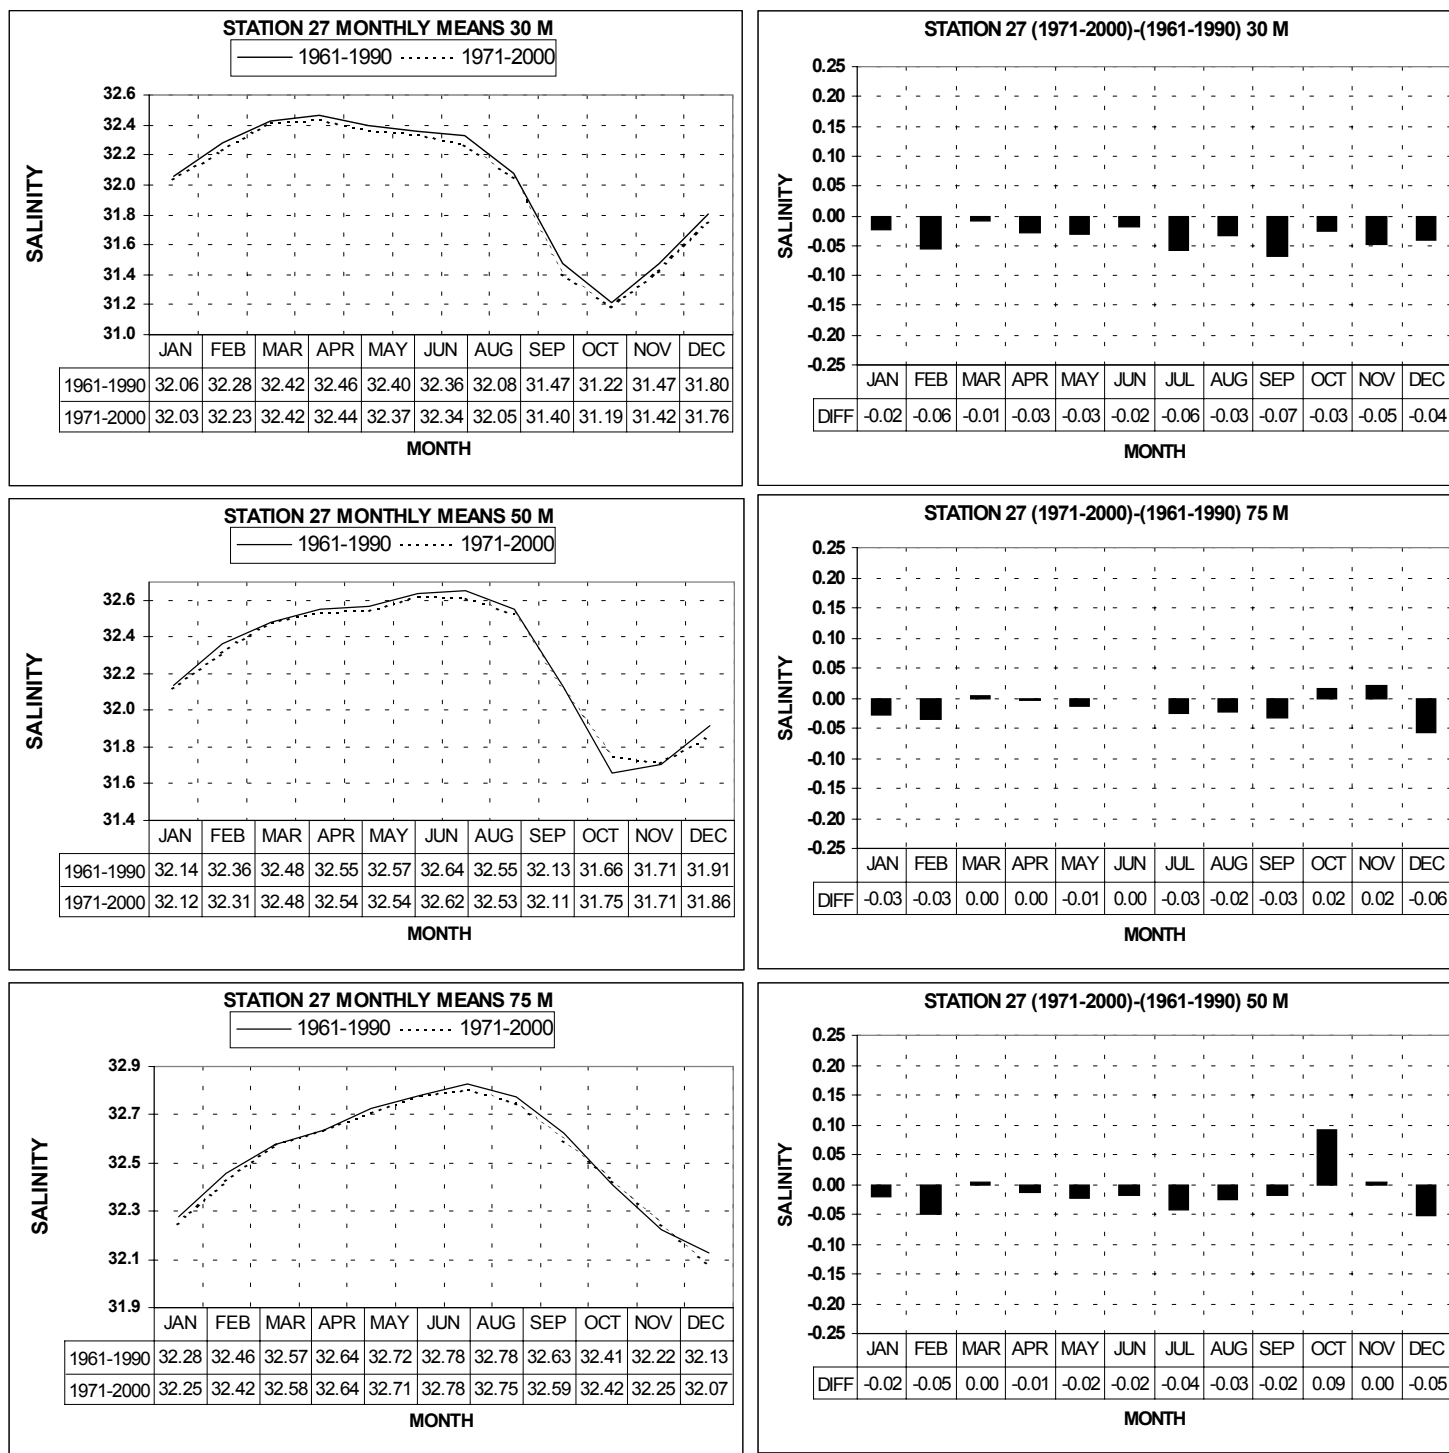 STATION 27 MONTHLY MEANS 30 M
1961-1990 1971-2000
32.6
32.4
32.2
32.0
31.8
31.6
31.4
31.2
31.0
SALINITY
JAN FEB MAR APR MAY JUN AUG SEP OCT NOV DEC
1961-1990 32.06 32.28 32.42 32.46 32.40 32.36 32.08 31.47 31.22 31.47 31.80
1971-2000 32.03 32.23 32.42 32.44 32.37 32.34 32.05 31.40 31.19 31.42 31.76
MONTH
STATION 27 (1971-2000)-(1961-1990) 30 M
0.25
0.20
0.15
0.10
0.05
0.00
-0.05
-0.10
-0.15
-0.20
-0.25
SALINITY
JAN FEB MAR APR MAY JUN JUL AUG SEP OCT NOV DEC
DIFF -0.02 -0.06 -0.01 -0.03 -0.03 -0.02 -0.06 -0.03 -0.07 -0.03 -0.05 -0.04
MONTH
STATION 27 MONTHLY MEANS 50 M
1961-1990 1971-2000
32.6
32.4
32.2
32.0
31.8
31.6
31.4
SALINITY
JAN FEB MAR APR MAY JUN AUG SEP OCT NOV DEC
1961-1990 32.14 32.36 32.48 32.55 32.57 32.64 32.55 32.13 31.66 31.71 31.91
1971-2000 32.12 32.31 32.48 32.54 32.54 32.62 32.53 32.11 31.75 31.71 31.86
MONTH
STATION 27 (1971-2000)-(1961-1990) 75 M
0.25
0.20
0.15
0.10
0.05
0.00
-0.05
-0.10
-0.15
-0.20
-0.25
SALINITY
JAN FEB MAR APR MAY JUN JUL AUG SEP OCT NOV DEC
DIFF -0.03 -0.03 0.00 0.00 -0.01 0.00 -0.03 -0.02 -0.03 0.02 0.02 -0.06
MONTH
STATION 27 MONTHLY MEANS 75 M
1961-1990 1971-2000
32.9
32.7
32.5
32.3
32.1
31.9
SALINITY
JAN FEB MAR APR MAY JUN AUG SEP OCT NOV DEC
1961-1990 32.28 32.46 32.57 32.64 32.72 32.78 32.78 32.63 32.41 32.22 32.13
1971-2000 32.25 32.42 32.58 32.64 32.71 32.78 32.75 32.59 32.42 32.25 32.07
MONTH
STATION 27 (1971-2000)-(1961-1990) 50 M
0.25
0.20
0.15
0.10
0.05
0.00
-0.05
-0.10
-0.15
-0.20
-0.25
SALINITY
JAN FEB MAR APR MAY JUN JUL AUG SEP OCT NOV DEC
DIFF -0.02 -0.05 0.00 -0.01 -0.02 -0.02 -0.04 -0.03 -0.02 0.09 0.00 -0.05
MONTH